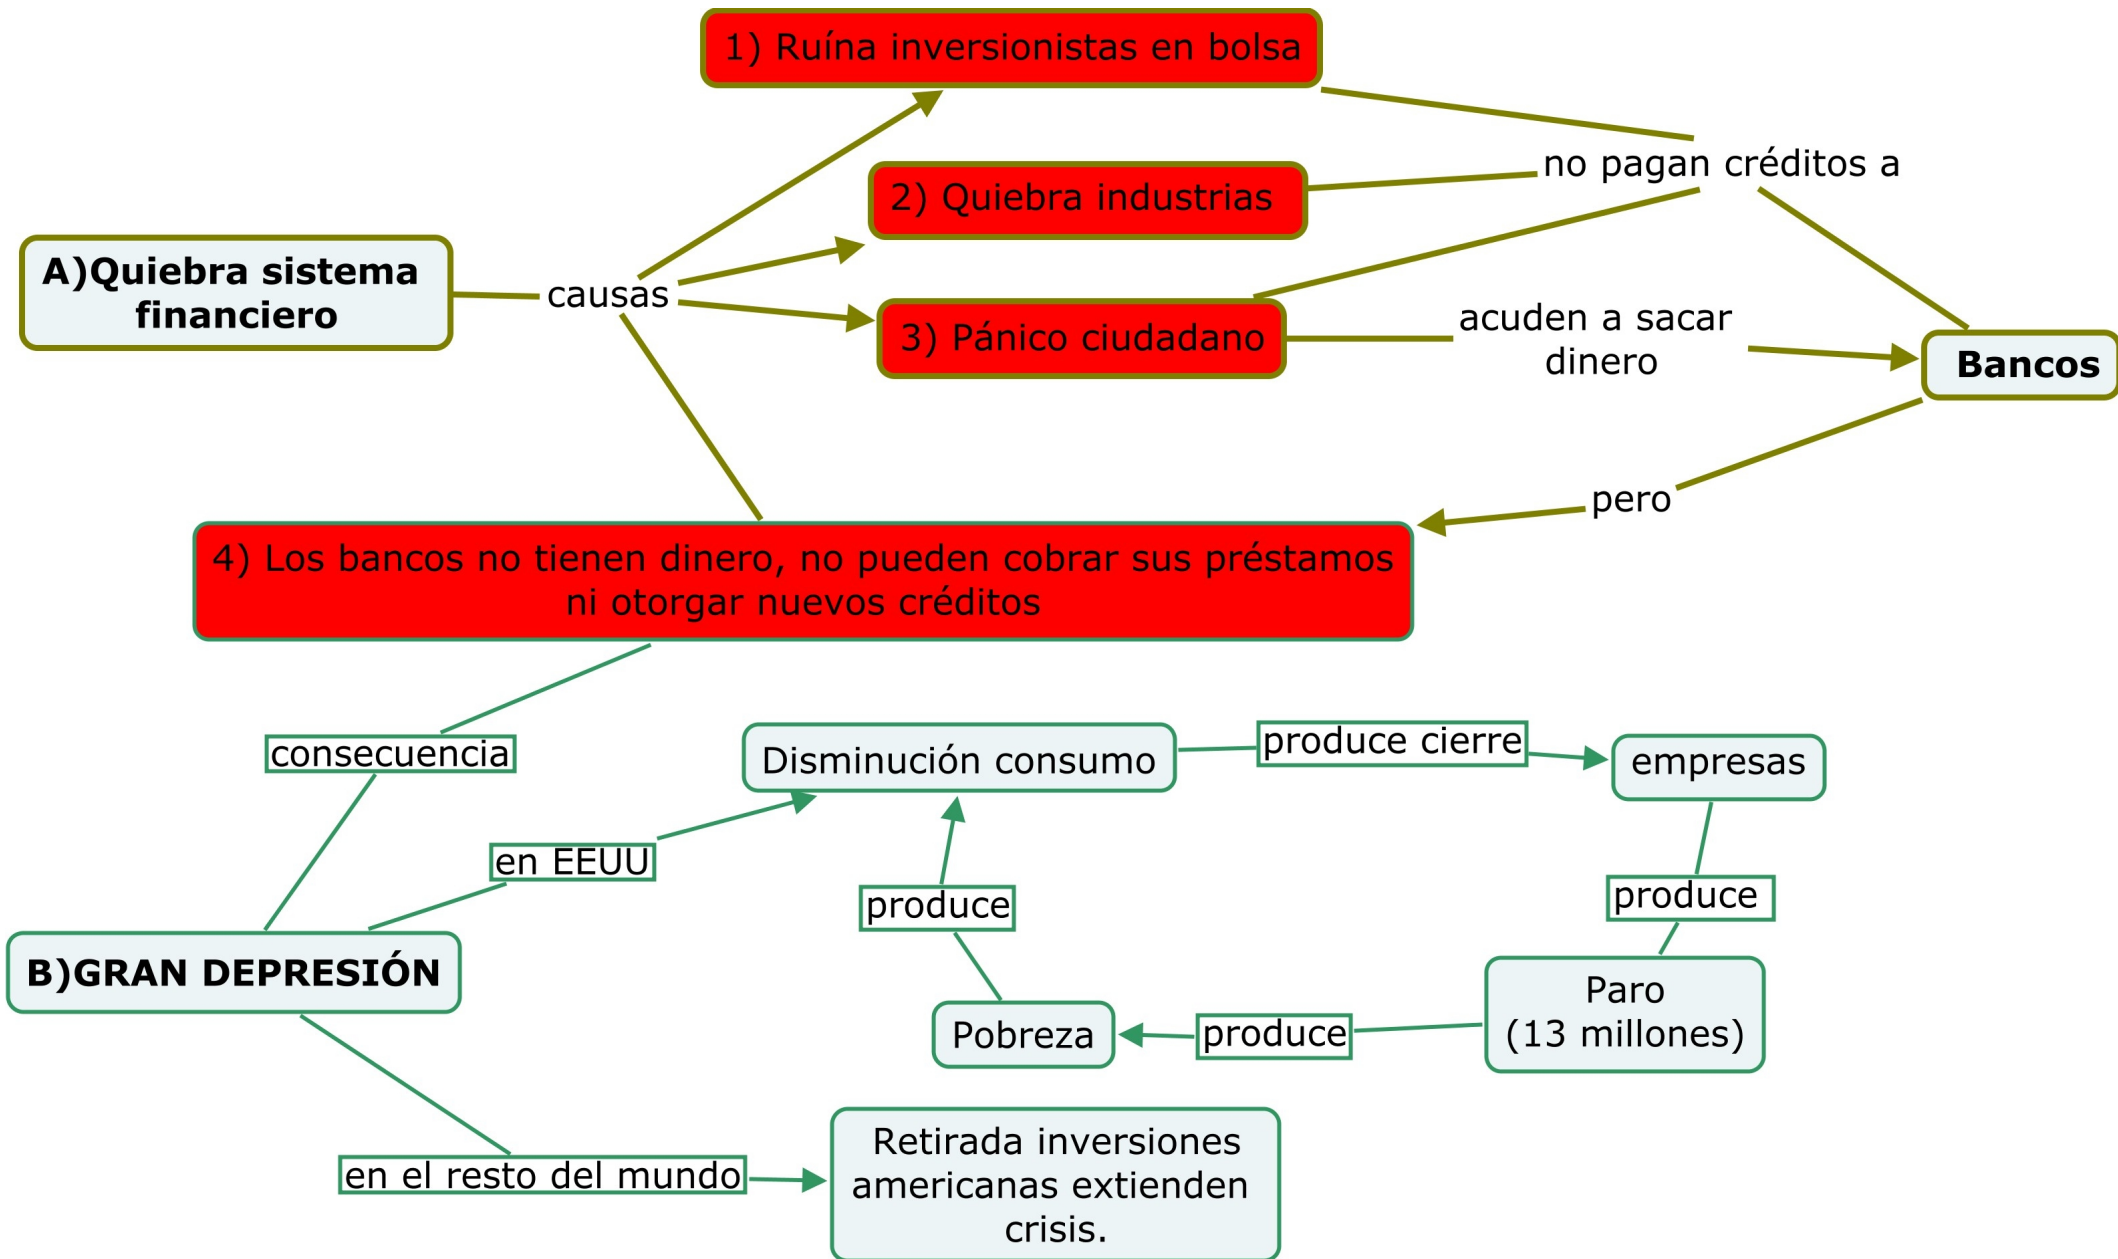 1) Ruína inversionistas en bolsa
no pagan créditos a
2) Quiebra industrias
A)Quiebra sistema
financiero
causas
3) Pánico ciudadano
acuden a sacar
dinero
Bancos
pero
4) Los bancos no tienen dinero, no pueden cobrar sus préstamos
ni otorgar nuevos créditos
consecuencia
Disminución consumo
produce cierre
empresas
en EEUU
produce
produce
B)GRAN DEPRESIÓN
Paro
(13 millones)
Pobreza
produce
en el resto del mundo
Retirada inversiones
americanas extienden
crisis.